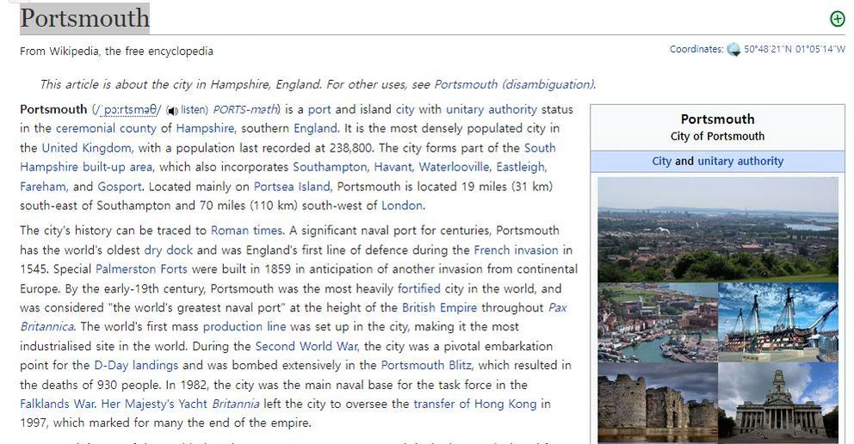 Portsmouth
From Wikipedia, the free encyclopedia
Coordinates: 50°48′21″N 01°05′14″W
This article is about the city in Hampshire, England. For other uses, see Portsmouth (disambiguation).
Portsmouth (/ˈpɔːrtsməθ/ (listen) PORTS-məth) is a port and island city with unitary authority status
in the ceremonial county of Hampshire, southern England. It is the most densely populated city in
the United Kingdom, with a population last recorded at 238,800. The city forms part of the South
Hampshire built-up area, which also incorporates Southampton, Havant, Waterlooville, Eastleigh,
Fareham, and Gosport. Located mainly on Portsea Island, Portsmouth is located 19 miles (31 km)
south-east of Southampton and 70 miles (110 km) south-west of London.
The city's history can be traced to Roman times. A significant naval port for centuries, Portsmouth
has the world's oldest dry dock and was England's first line of defence during the French invasion in
1545. Special Palmerston Forts were built in 1859 in anticipation of another invasion from continental
Europe. By the early-19th century, Portsmouth was the most heavily fortified city in the world, and
was considered "the world's greatest naval port" at the height of the British Empire throughout Pax
Britannica. The world's first mass production line was set up in the city, making it the most
industrialised site in the world. During the Second World War, the city was a pivotal embarkation
point for the D-Day landings and was bombed extensively in the Portsmouth Blitz, which resulted in
the deaths of 930 people. In 1982, the city was the main naval base for the task force in the
Falklands War. Her Majesty's Yacht Britannia left the city to oversee the transfer of Hong Kong in
1997, which marked for many the end of the empire.
Portsmouth
City of Portsmouth
City and unitary authority